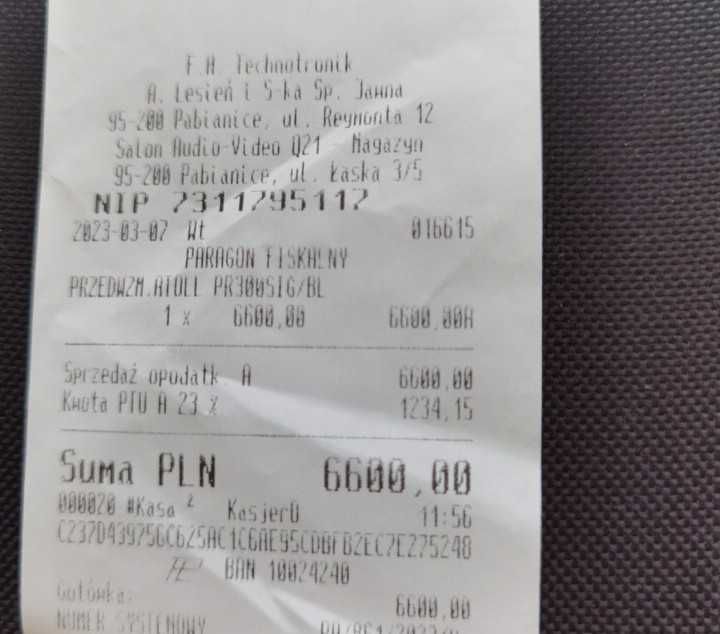 F.H. Technotronik
A. Lesień i S-ka Sp. Jawna
95-200 Pabianice, ul. Reymonta 12
Salon Audio-Video Q21 - Magazyn
95-200 Pabianice, ul. Łaska 3/5
NIP 7311795117
2023-03-07 Wt 016615
PARAGON FISKALNY
PRZEDWZM.ATOLL PR300SIG/BL
1 x 6600,00 6600,00A
Sprzedaż opodatk. A 6600,00
Kwota PTU A 23 % 1234,15
Suma PLN 6600,00
000020 #Kasa 2 Kasjer0 11:56
C237D439756C625AC1C6AE95CDBFB2EC7E275248
BAN 10024240
Gotówka: 6600,00
NUMER SYSTEMOWY